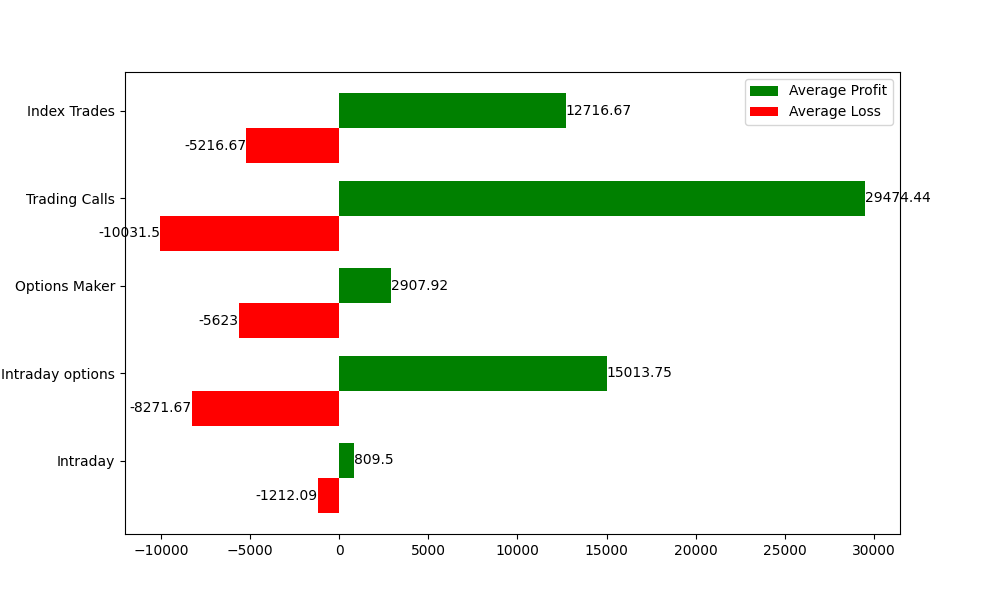 Average Profit
Average Loss
Index Trades
12716.67
-5216.67
Trading Calls
29474.44
-10031.5
Options Maker
2907.92
-5623
Intraday options
15013.75
-8271.67
Intraday
809.5
-1212.09
−10000 −5000 0 5000 10000 15000 20000 25000 30000